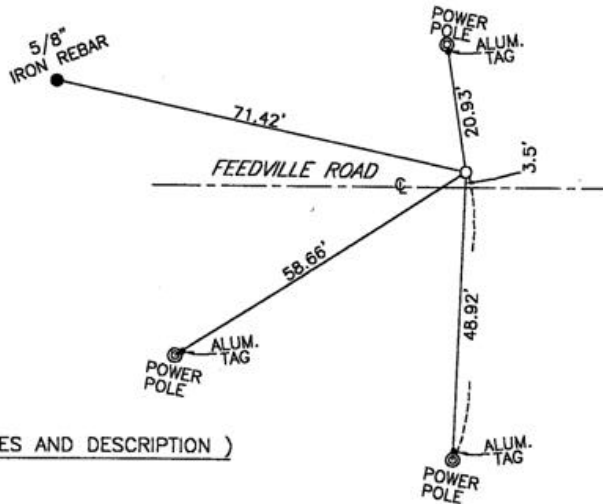 5/8"
IRON REBAR
POWER
POLE
ALUM.
TAG
71.42'
20.93'
3.5'
FEEDVILLE ROAD
℄
58.66'
48.92'
ALUM.
TAG
POWER
POLE
ES AND DESCRIPTION )
ALUM.
TAG
POWER
POLE